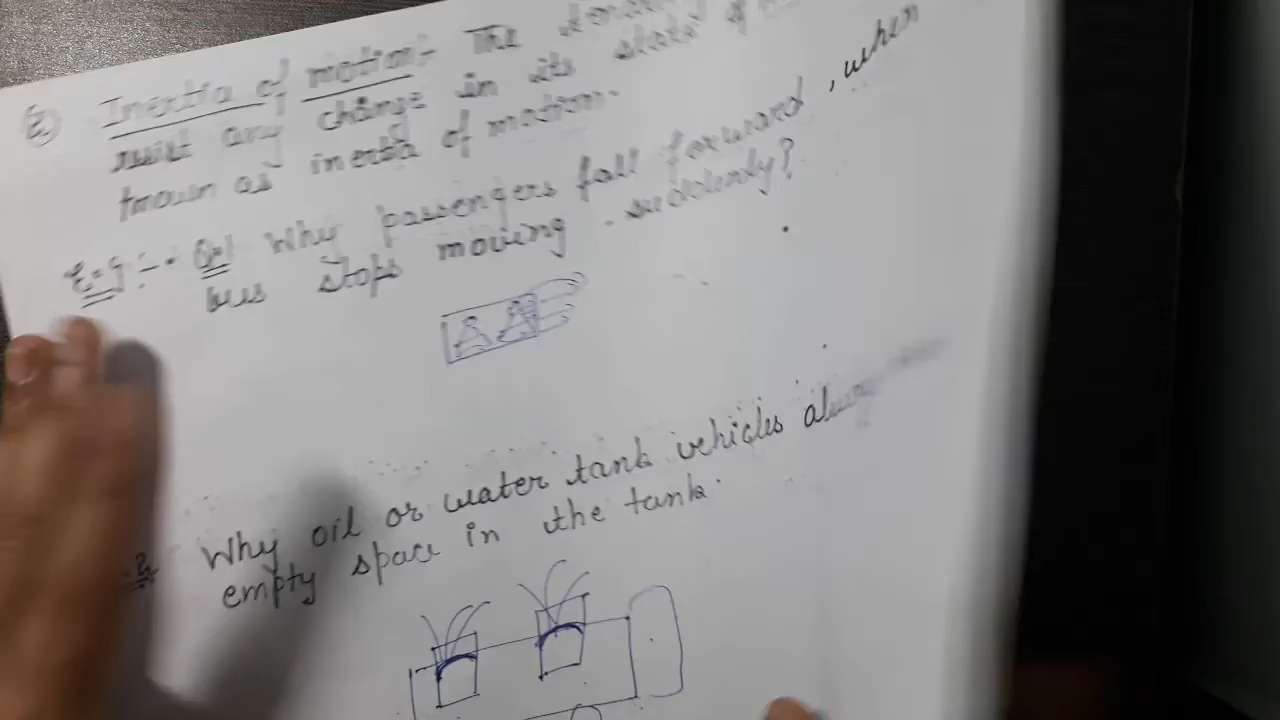 Inertia of motion:- The
resist any change in its state of
known as inertia of motion.
E.g :- Q.1 Why passengers fall forward, when
bus stops moving suddenly?
Why oil or water tank vehicles
empty space in the tank.